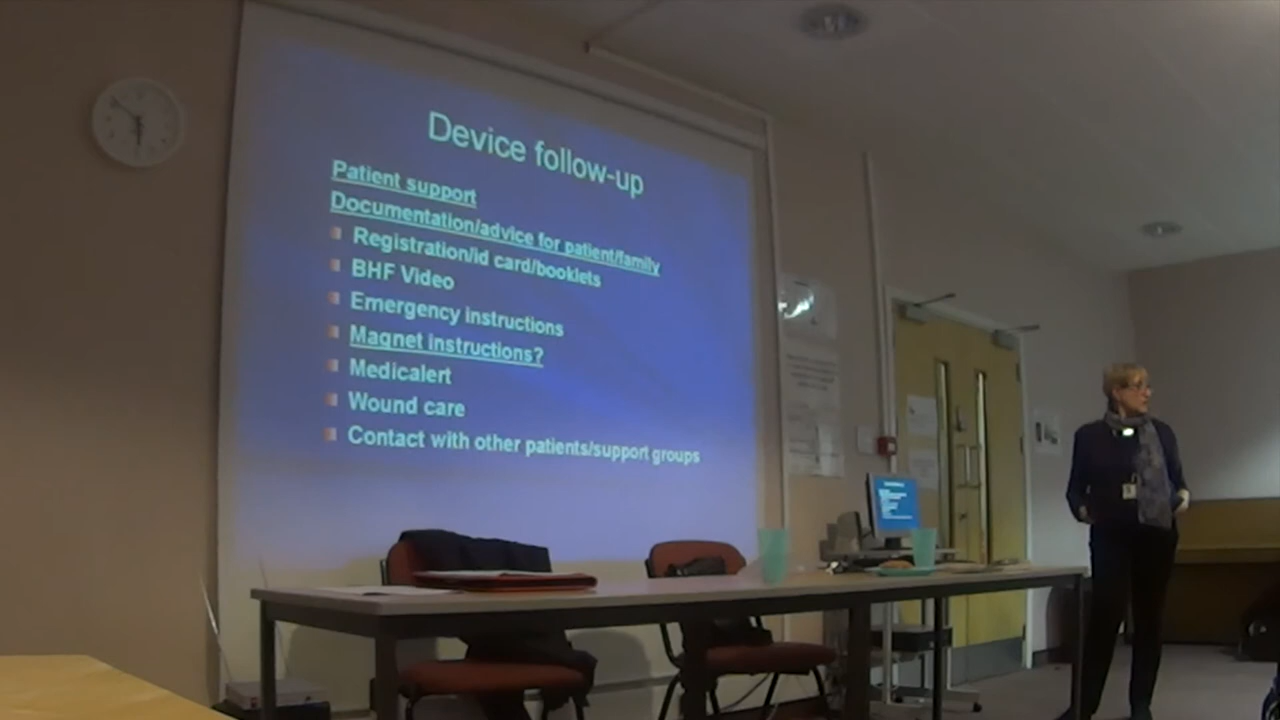 Device follow-up
Patient support
Documentation/advice for patient/family
Registration/id card/booklets
BHF Video
Emergency instructions
Magnet instructions?
Medicalert
Wound care
Contact with other patients/support groups